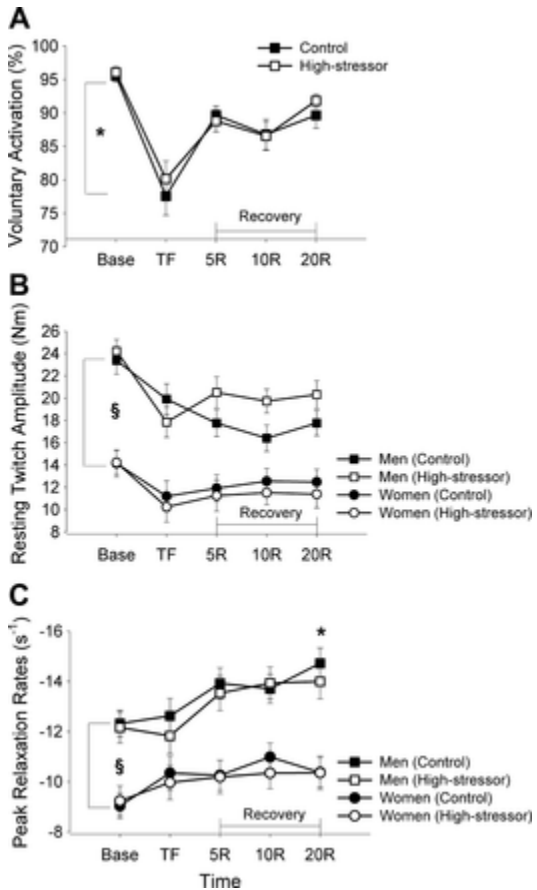 A
Voluntary Activation (%)
100
95
90
85
80
75
70
Control
High-stressor
*
Recovery
Base TF 5R 10R 20R
B
Resting Twitch Amplitude (Nm)
26
24
22
20
18
16
14
12
10
8
§
Men (Control)
Men (High-stressor)
Women (Control)
Women (High-stressor)
Recovery
Base TF 5R 10R 20R
C
Peak Relaxation Rates (s-1)
-16
-14
-12
-10
-8
*
§
Men (Control)
Men (High-stressor)
Women (Control)
Women (High-stressor)
Recovery
Base TF 5R 10R 20R
Time